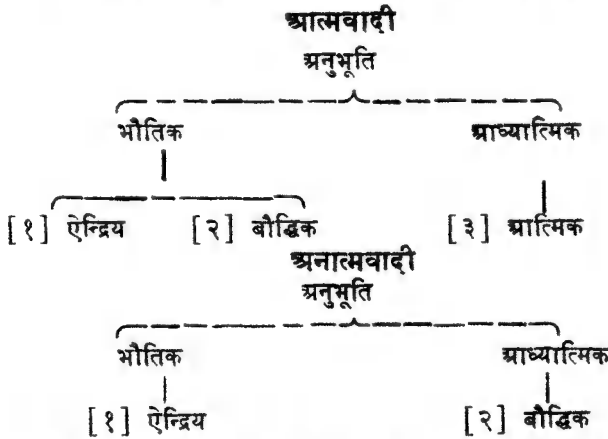 आत्मवादी
अनुभूति
भौतिक आध्यात्मिक
[१] ऐन्द्रिय [२] बौद्धिक [३] आत्मिक
अनात्मवादी
अनुभूति
भौतिक आध्यात्मिक
[१] ऐन्द्रिय [२] बौद्धिक